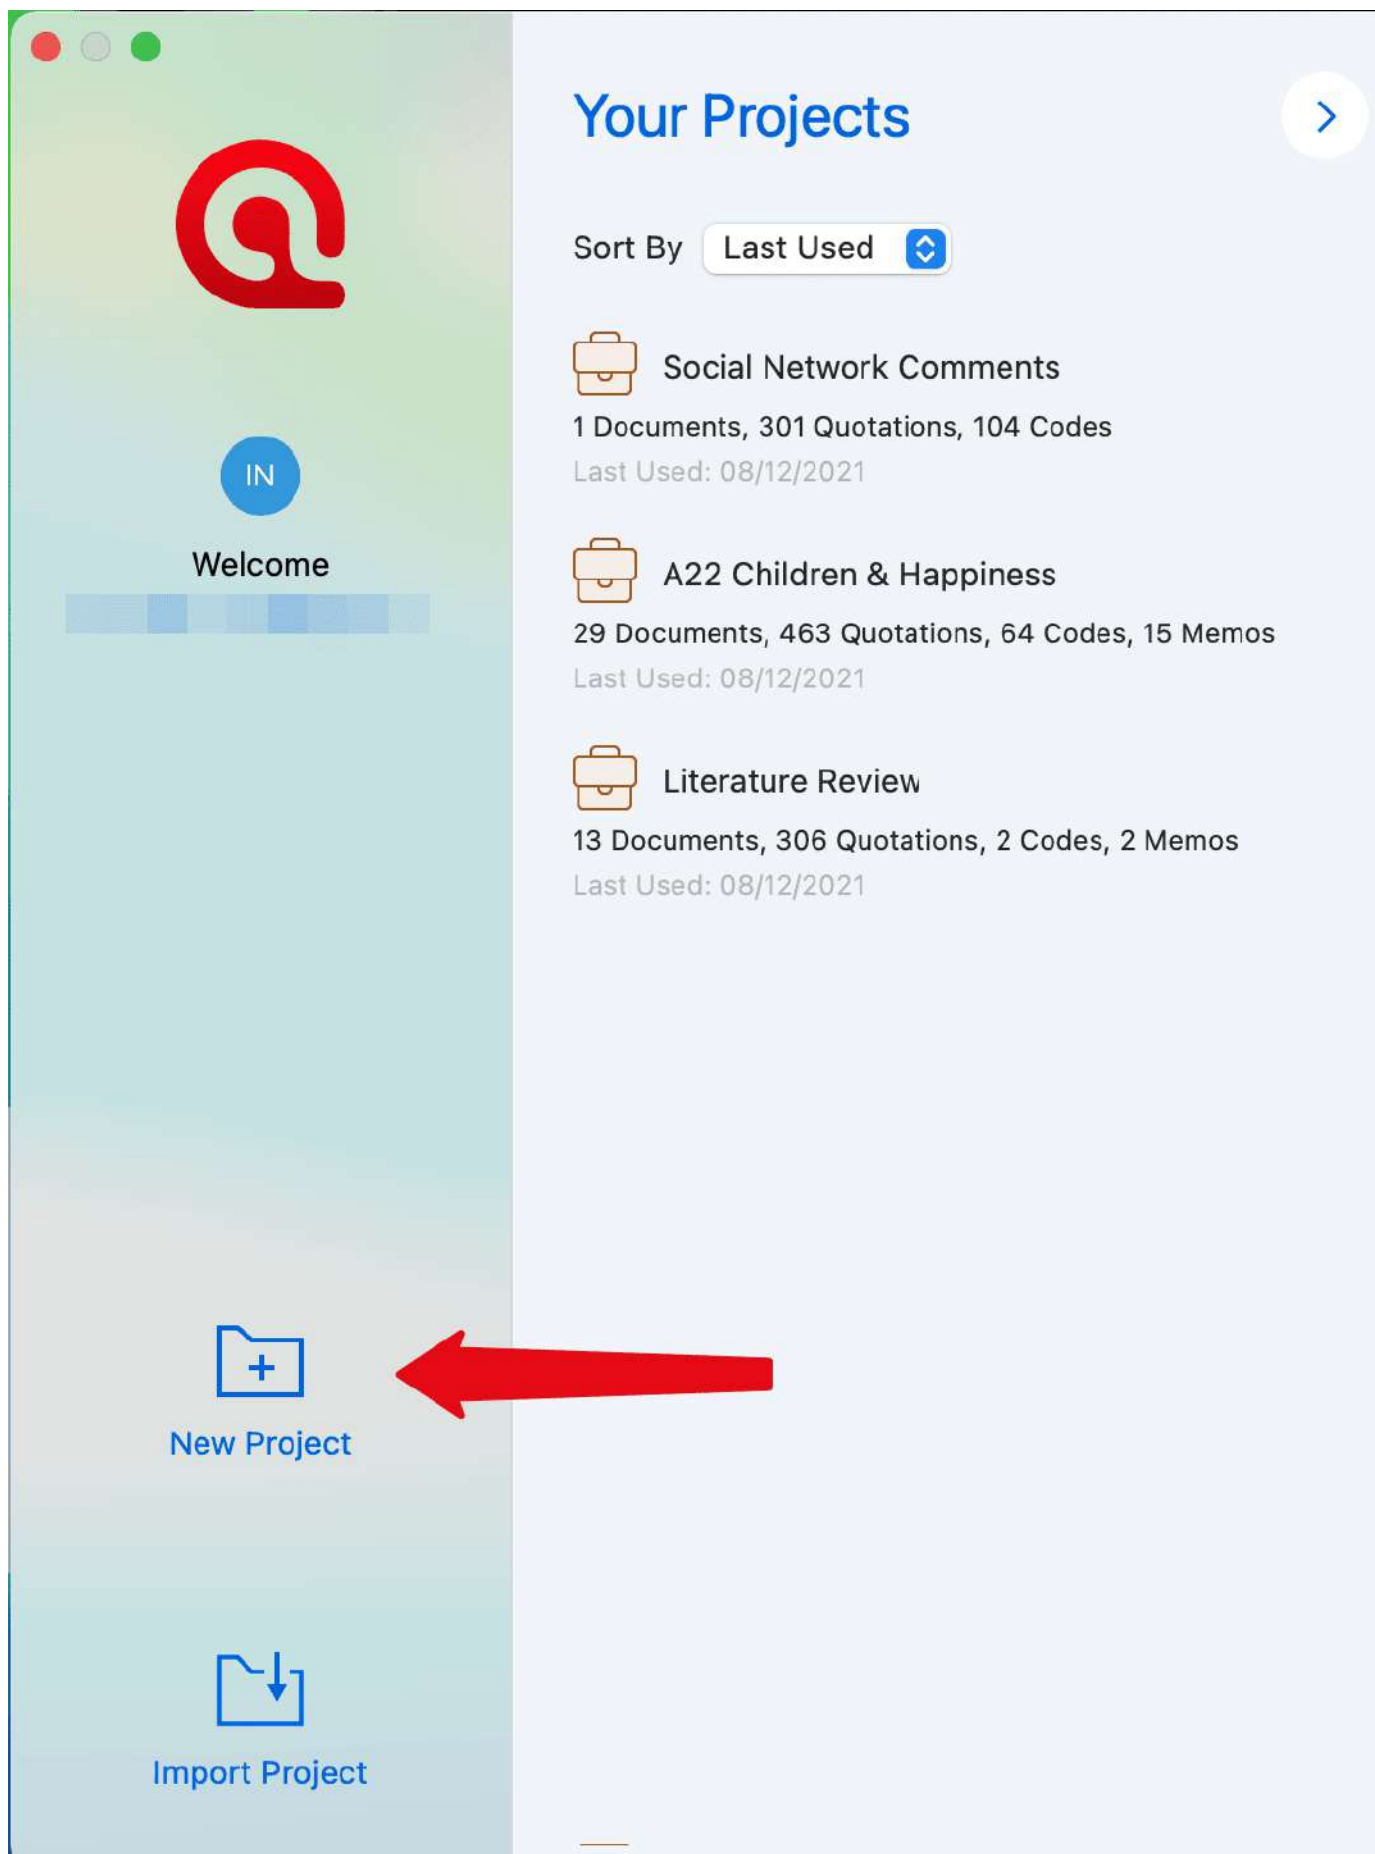 Your Projects
Sort By Last Used
Social Network Comments
1 Documents, 301 Quotations, 104 Codes
Last Used: 08/12/2021
IN
Welcome
A22 Children & Happiness
29 Documents, 463 Quotations, 64 Codes, 15 Memos
Last Used: 08/12/2021
Literature Review
13 Documents, 306 Quotations, 2 Codes, 2 Memos
Last Used: 08/12/2021
New Project
Import Project